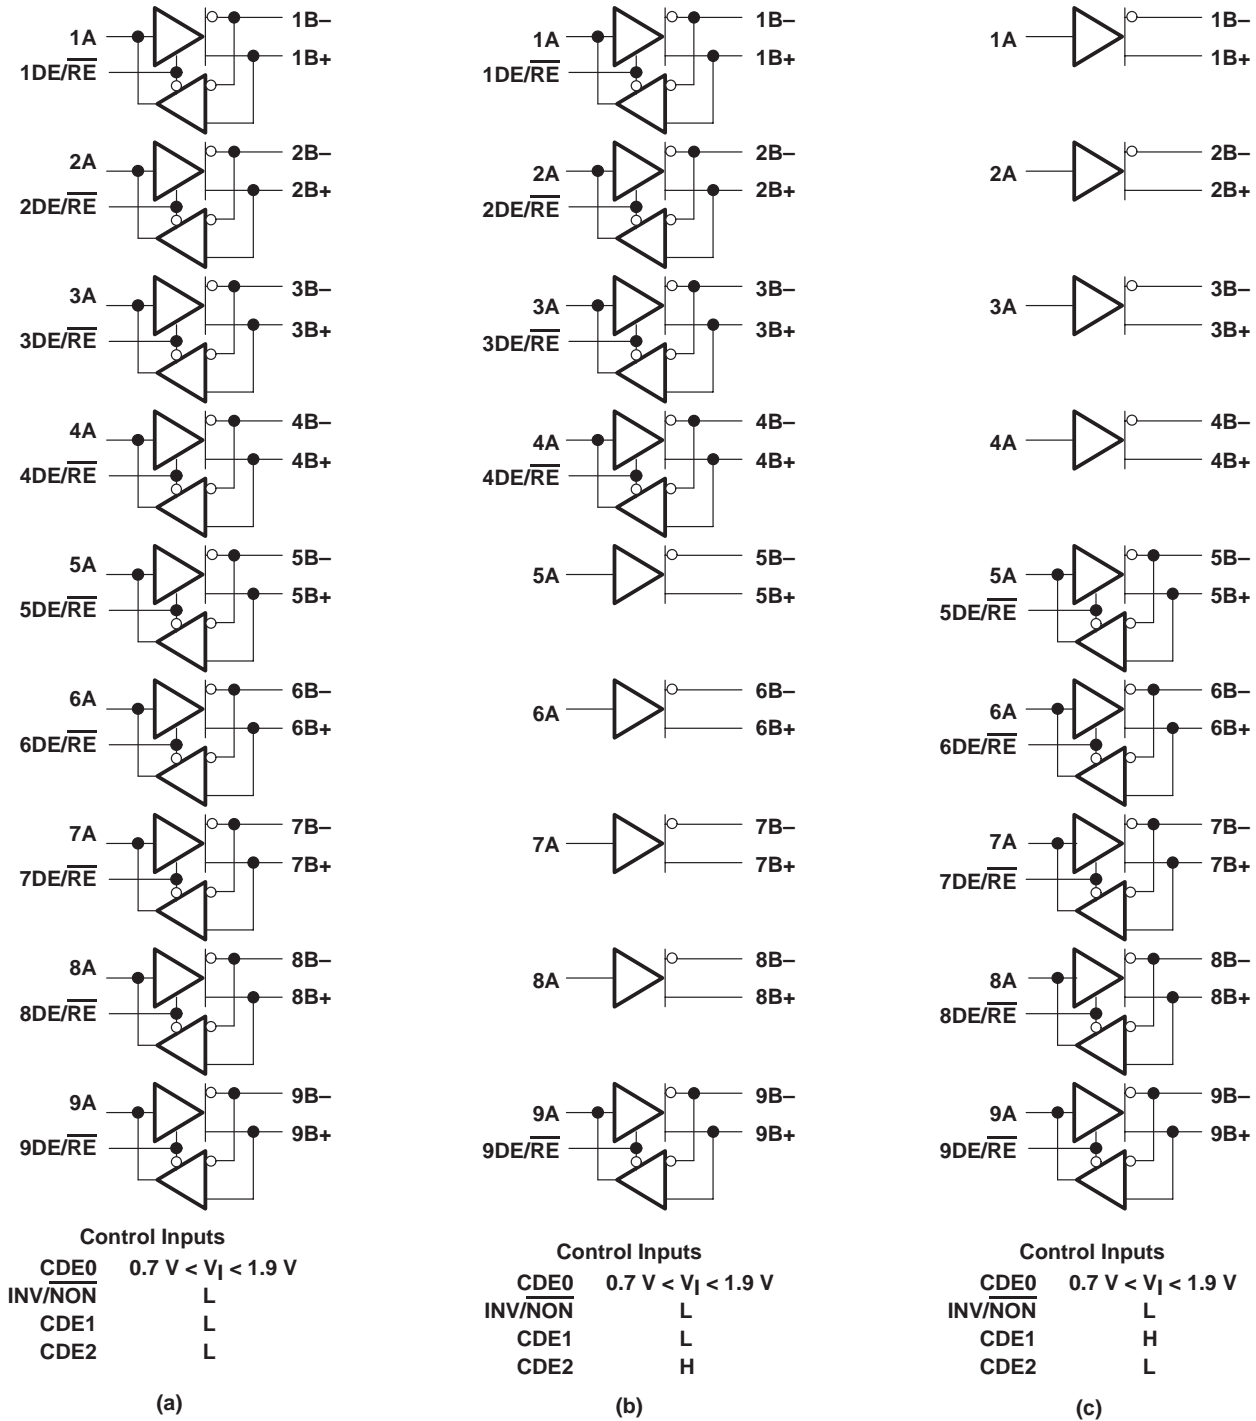 1A
1DE/RE
1B–
1B+
2A
2DE/RE
2B–
2B+
3A
3DE/RE
3B–
3B+
4A
4DE/RE
4B–
4B+
5A
5DE/RE
5B–
5B+
6A
6DE/RE
6B–
6B+
7A
7DE/RE
7B–
7B+
8A
8DE/RE
8B–
8B+
9A
9DE/RE
9B–
9B+
Control Inputs
CDE0 0.7 V < VI < 1.9 V
INV/NON L
CDE1 L
CDE2 L
(a)
1A
1DE/RE
1B–
1B+
2A
2DE/RE
2B–
2B+
3A
3DE/RE
3B–
3B+
4A
4DE/RE
4B–
4B+
5A
5B–
5B+
6A
6B–
6B+
7A
7B–
7B+
8A
8B–
8B+
9A
9DE/RE
9B–
9B+
Control Inputs
CDE0 0.7 V < VI < 1.9 V
INV/NON L
CDE1 L
CDE2 H
(b)
1A
1B–
1B+
2A
2B–
2B+
3A
3B–
3B+
4A
4B–
4B+
5A
5DE/RE
5B–
5B+
6A
6DE/RE
6B–
6B+
7A
7DE/RE
7B–
7B+
8A
8DE/RE
8B–
8B+
9A
9DE/RE
9B–
9B+
Control Inputs
CDE0 0.7 V < VI < 1.9 V
INV/NON L
CDE1 H
CDE2 L
(c)